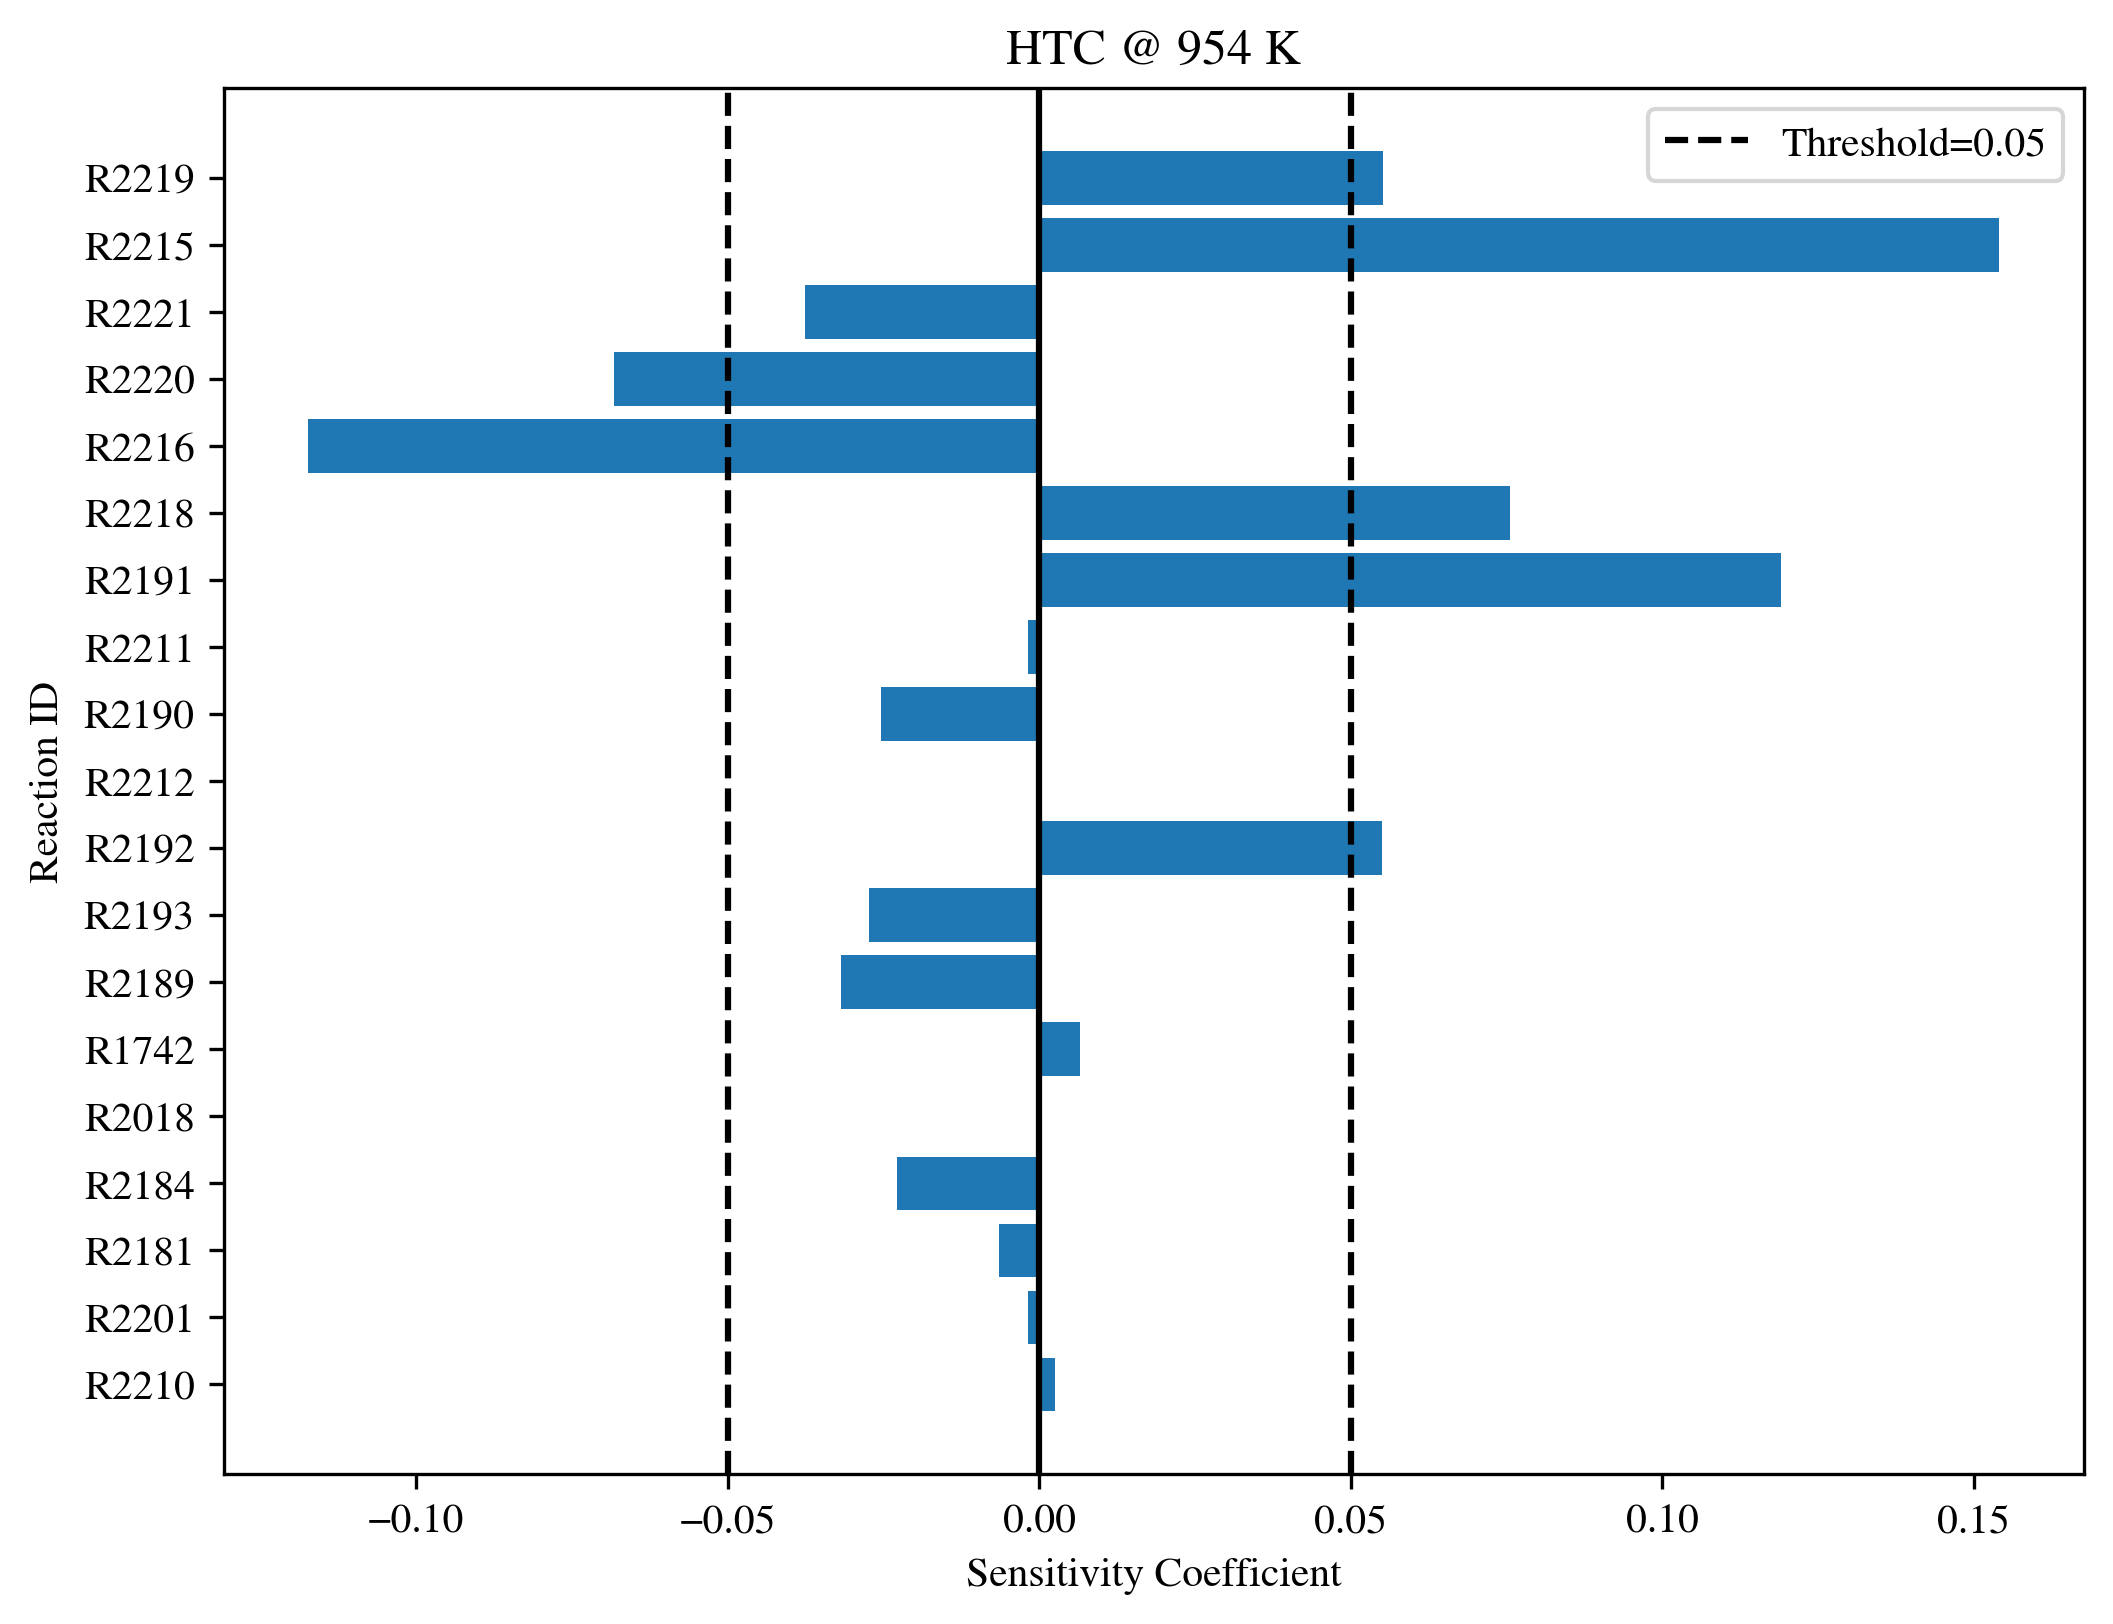 HTC @ 954 K
Threshold=0.05
R2219
R2215
R2221
R2220
R2216
R2218
R2191
R2211
R2190
R2212
R2192
R2193
R2189
R1742
R2018
R2184
R2181
R2201
R2210
Reaction ID
−0.10 −0.05 0.00 0.05 0.10 0.15
Sensitivity Coefficient